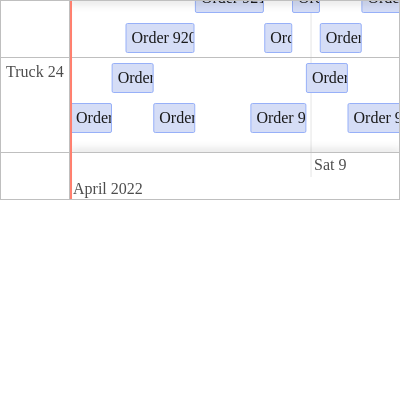 Order 921 Or Orde
Order 920 Orc Order
Truck 24 Order Order
Order Order Order 9 Order 9
Sat 9
April 2022